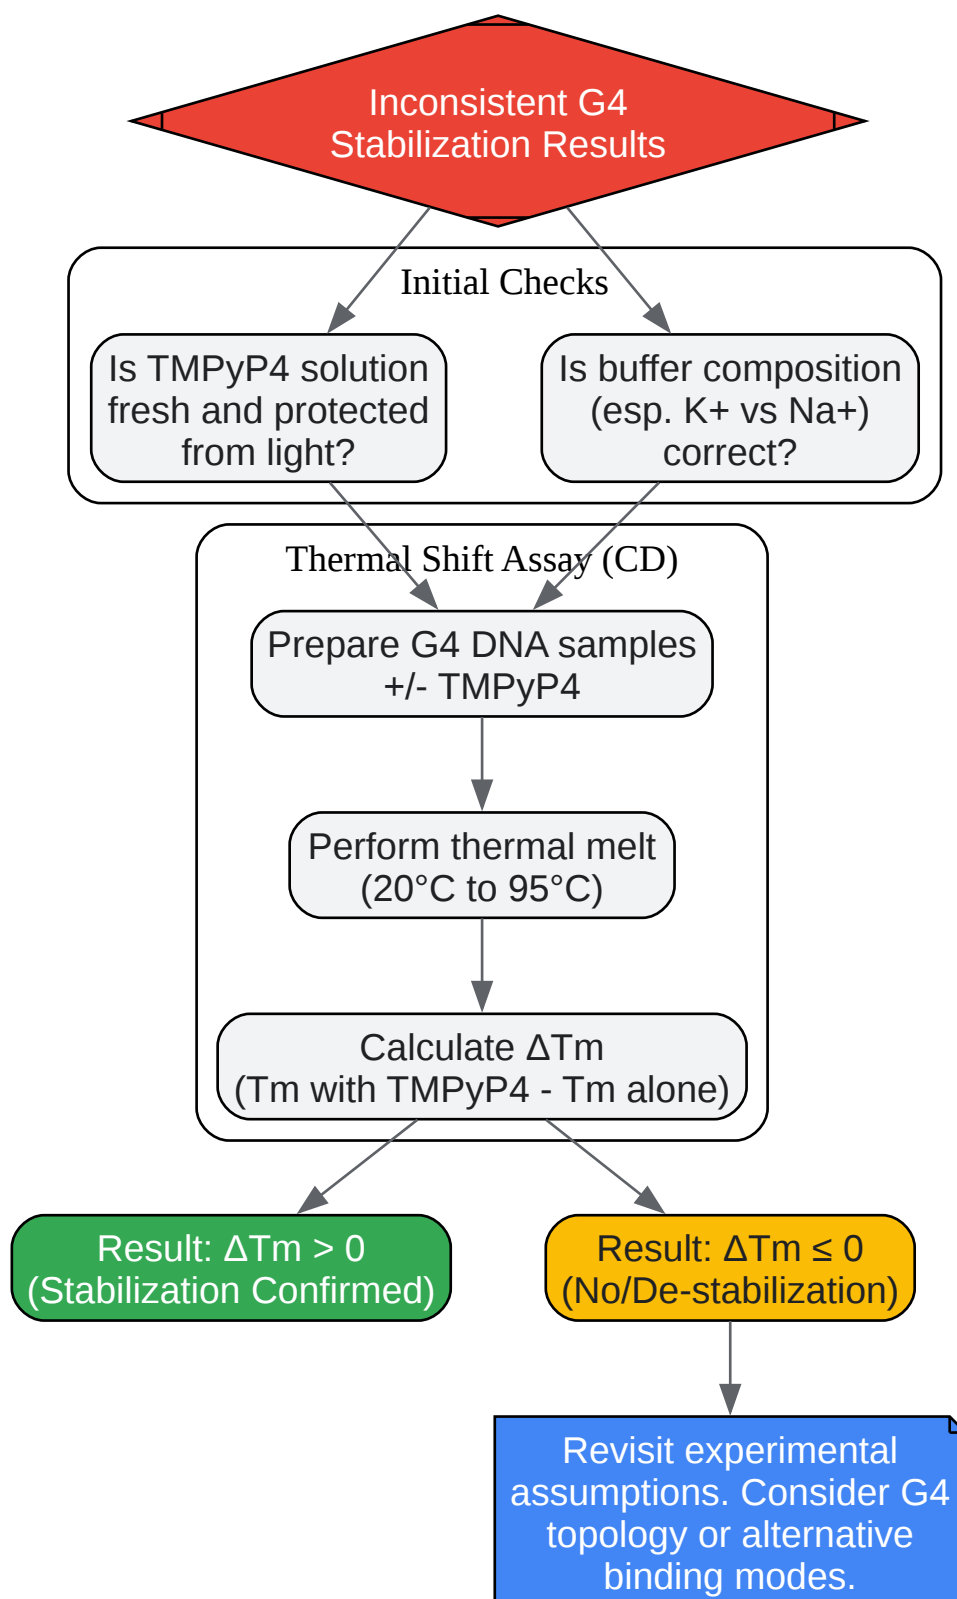 Inconsistent G4
Stabilization Results
Initial Checks
Is TMPyP4 solution
fresh and protected
from light?
Is buffer composition
(esp. K+ vs Na+)
correct?
Thermal Shift Assay (CD)
Prepare G4 DNA samples
+/- TMPyP4
Perform thermal melt
(20°C to 95°C)
Calculate ΔTm
(Tm with TMPyP4 - Tm alone)
Result: ΔTm > 0
(Stabilization Confirmed)
Result: ΔTm ≤ 0
(No/De-stabilization)
Revisit experimental
assumptions. Consider G4
topology or alternative
binding modes.